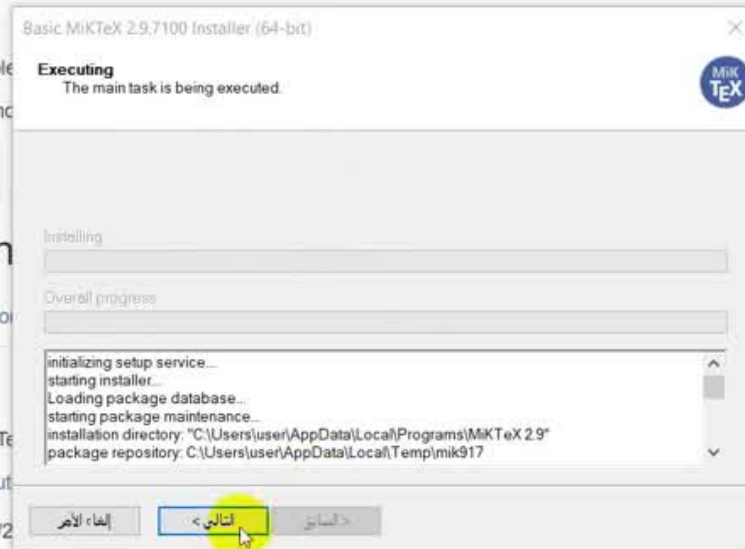 Basic MiKTeX 2.9.7100 Installer (64-bit)
Executing
The main task is being executed.
MiK
TEX
Installing
Overall progress
initializing setup service...
starting installer...
Loading package database...
starting package maintenance...
installation directory: "C:\Users\user\AppData\Local\Programs\MiKTeX 2.9"
package repository: C:\Users\user\AppData\Local\Temp\mik917
إلغاء الأمر
التالي >
< السابق